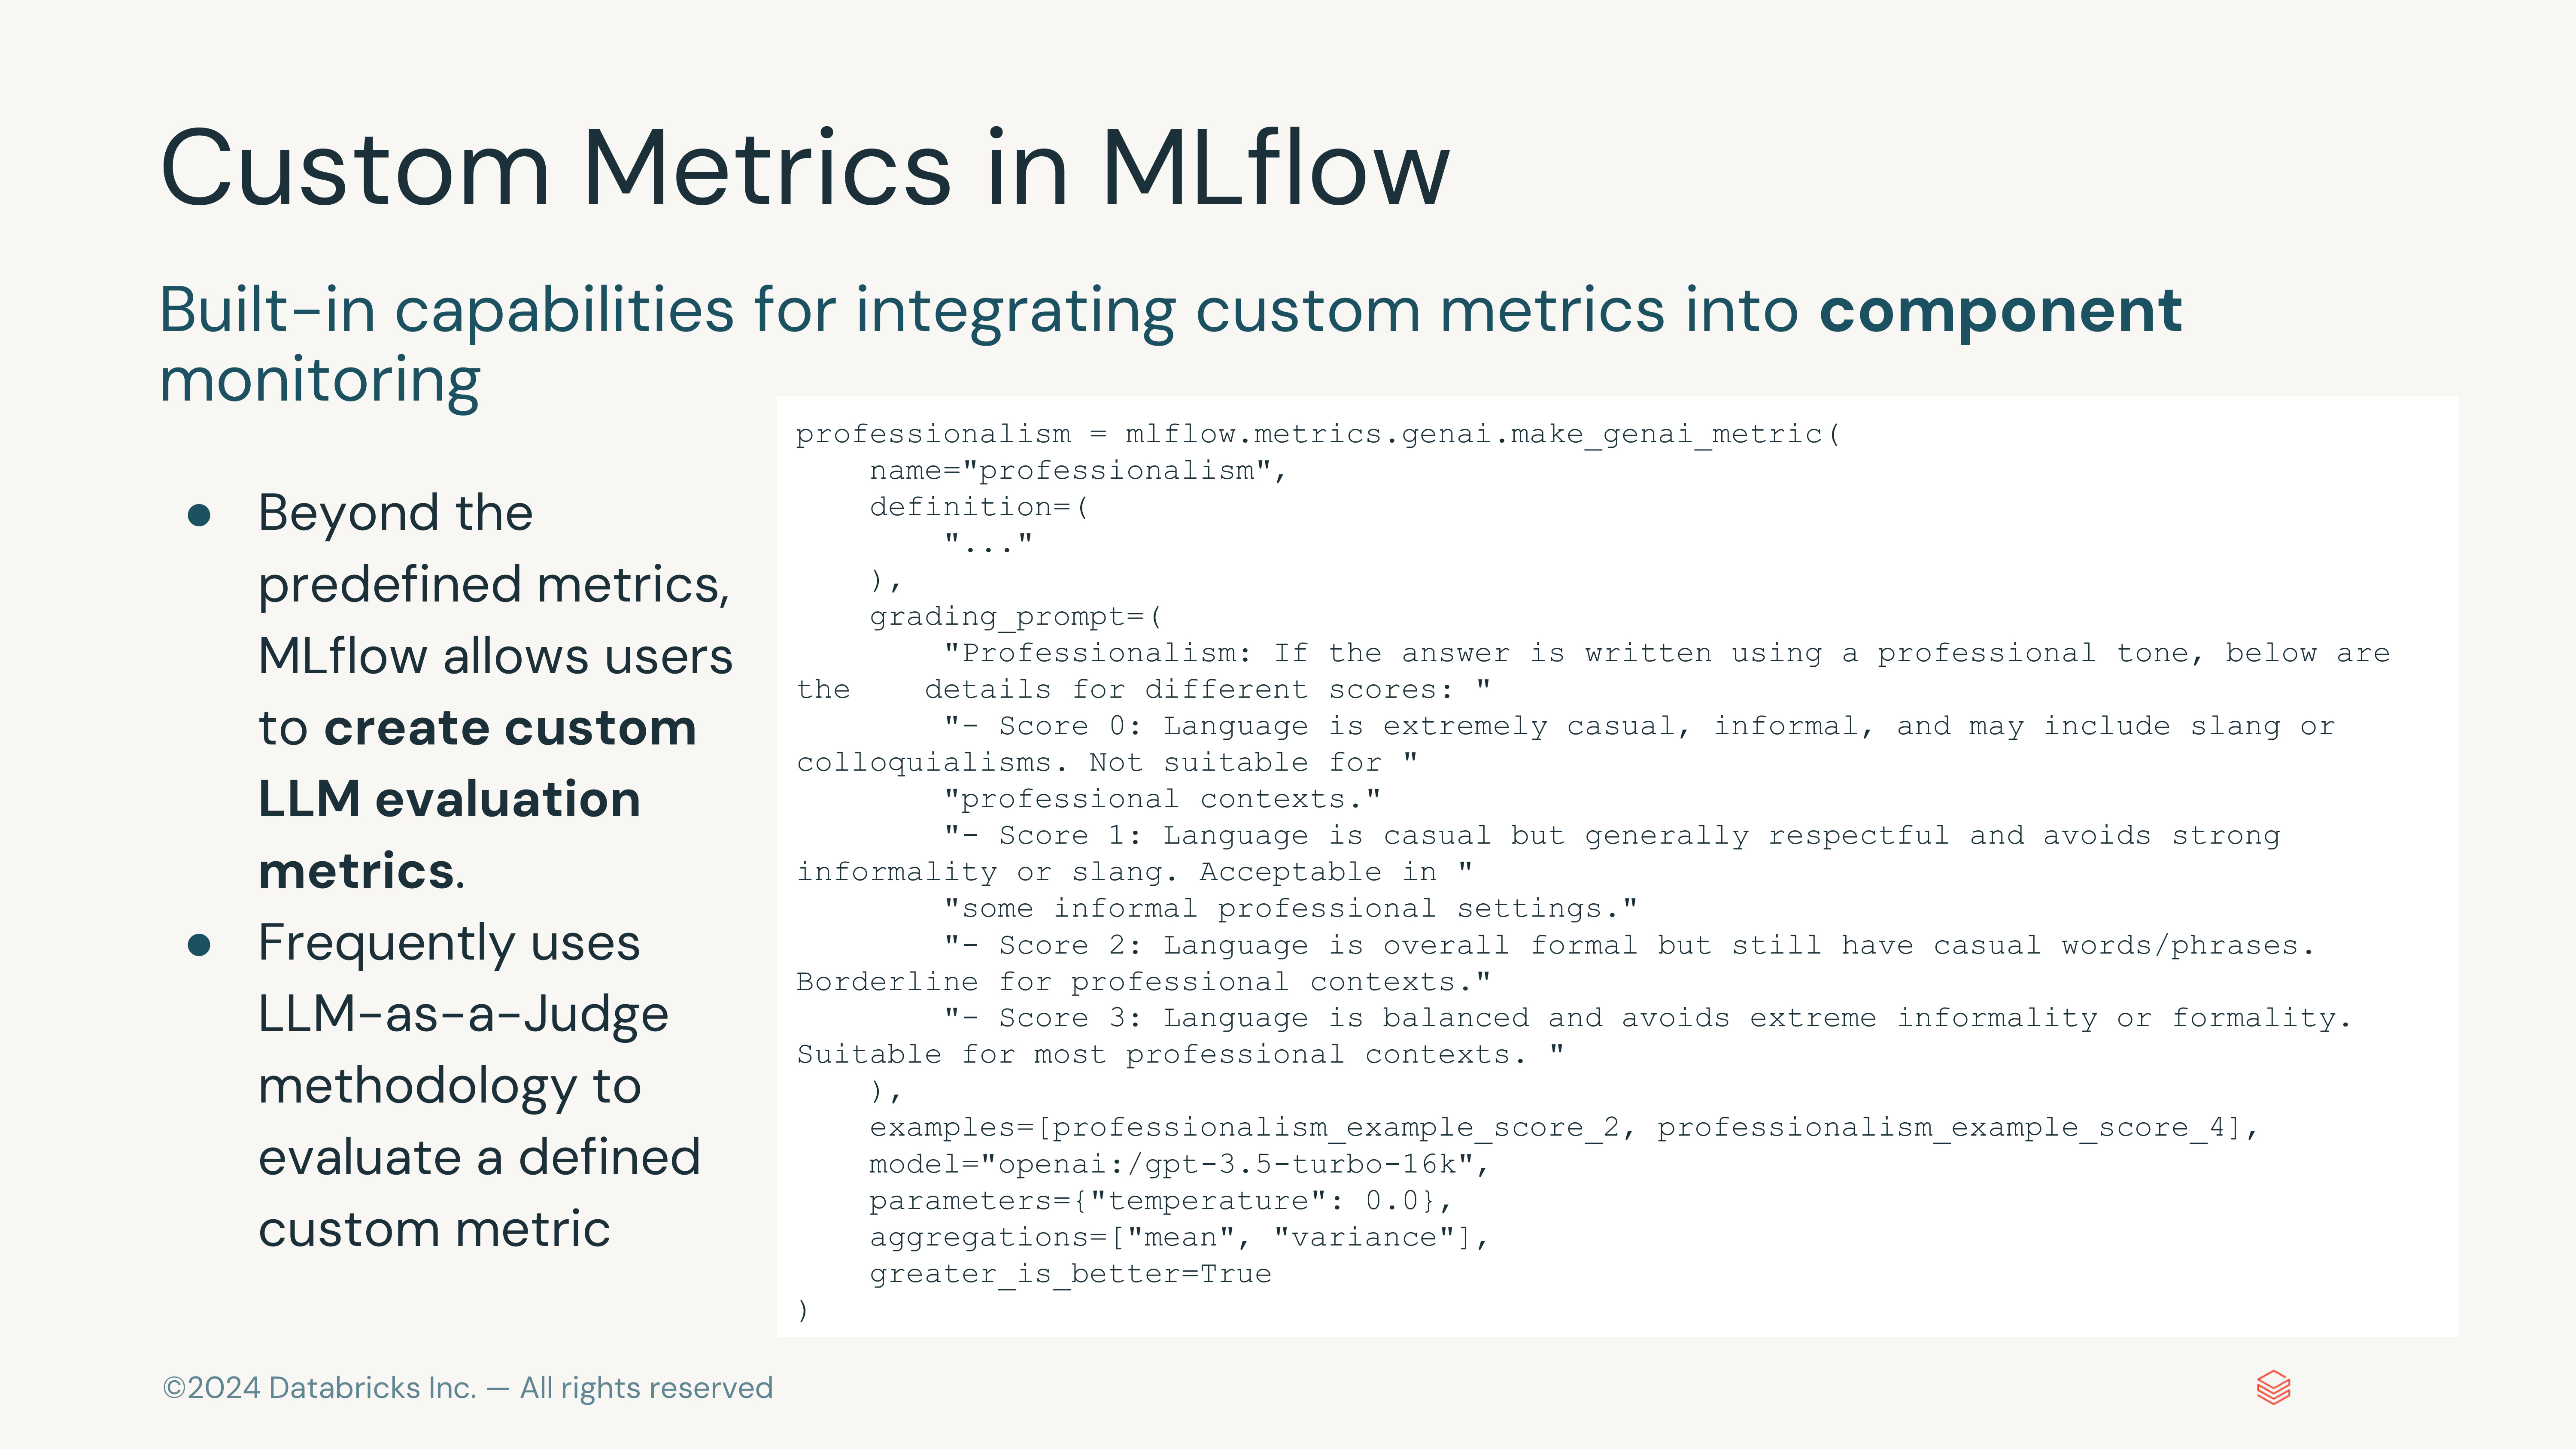 Custom Metrics in MLflow
Built-in capabilities for integrating custom metrics into component
monitoring
● Beyond the
predefined metrics,
MLflow allows users
to create custom
LLM evaluation
metrics.
● Frequently uses
LLM-as-a-Judge
methodology to
evaluate a defined
custom metric
professionalism = mlflow.metrics.genai.make_genai_metric(
    name="professionalism",
    definition=(
        "..."
    ),
    grading_prompt=(
        "Professionalism: If the answer is written using a professional tone, below are
the    details for different scores: "
        "- Score 0: Language is extremely casual, informal, and may include slang or
colloquialisms. Not suitable for "
        "professional contexts."
        "- Score 1: Language is casual but generally respectful and avoids strong
informality or slang. Acceptable in "
        "some informal professional settings."
        "- Score 2: Language is overall formal but still have casual words/phrases.
Borderline for professional contexts."
        "- Score 3: Language is balanced and avoids extreme informality or formality.
Suitable for most professional contexts. "
    ),
    examples=[professionalism_example_score_2, professionalism_example_score_4],
    model="openai:/gpt-3.5-turbo-16k",
    parameters={"temperature": 0.0},
    aggregations=["mean", "variance"],
    greater_is_better=True
)
©2024 Databricks Inc. — All rights reserved